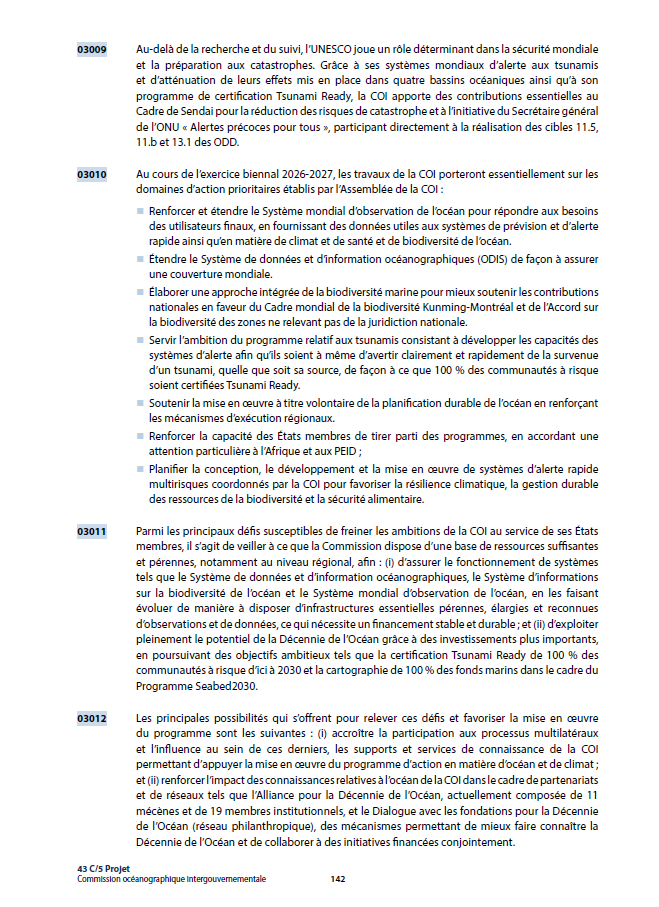 03009 Au-delà de la recherche et du suivi, l'UNESCO joue un rôle déterminant dans la sécurité mondiale
et la préparation aux catastrophes. Grâce à ses systèmes mondiaux d'alerte aux tsunamis
et d'atténuation de leurs effets mis en place dans quatre bassins océaniques ainsi qu'à son
programme de certification Tsunami Ready, la COI apporte des contributions essentielles au
Cadre de Sendai pour la réduction des risques de catastrophe et à l'initiative du Secrétaire général
de l'ONU « Alertes précoces pour tous », participant directement à la réalisation des cibles 11.5,
11.b et 13.1 des ODD.
03010 Au cours de l'exercice biennal 2026-2027, les travaux de la COI porteront essentiellement sur les
domaines d'action prioritaires établis par l'Assemblée de la COI :
■ Renforcer et étendre le Système mondial d'observation de l'océan pour répondre aux besoins
des utilisateurs finaux, en fournissant des données utiles aux systèmes de prévision et d'alerte
rapide ainsi qu'en matière de climat et de santé et de biodiversité de l'océan.
■ Étendre le Système de données et d'information océanographiques (ODIS) de façon à assurer
une couverture mondiale.
■ Élaborer une approche intégrée de la biodiversité marine pour mieux soutenir les contributions
nationales en faveur du Cadre mondial de la biodiversité Kunming-Montréal et de l'Accord sur
la biodiversité des zones ne relevant pas de la juridiction nationale.
■ Servir l'ambition du programme relatif aux tsunamis consistant à développer les capacités des
systèmes d'alerte afin qu'ils soient à même d'avertir clairement et rapidement de la survenue
d'un tsunami, quelle que soit sa source, de façon à ce que 100 % des communautés à risque
soient certifiées Tsunami Ready.
■ Soutenir la mise en œuvre à titre volontaire de la planification durable de l'océan en renforçant
les mécanismes d'exécution régionaux.
■ Renforcer la capacité des États membres de tirer parti des programmes, en accordant une
attention particulière à l'Afrique et aux PEID ;
■ Planifier la conception, le développement et la mise en œuvre de systèmes d'alerte rapide
multirisques coordonnés par la COI pour favoriser la résilience climatique, la gestion durable
des ressources de la biodiversité et la sécurité alimentaire.
03011 Parmi les principaux défis susceptibles de freiner les ambitions de la COI au service de ses États
membres, il s'agit de veiller à ce que la Commission dispose d'une base de ressources suffisantes
et pérennes, notamment au niveau régional, afin : (i) d'assurer le fonctionnement de systèmes
tels que le Système de données et d'information océanographiques, le Système d'informations
sur la biodiversité de l'océan et le Système mondial d'observation de l'océan, en les faisant
évoluer de manière à disposer d'infrastructures essentielles pérennes, élargies et reconnues
d'observations et de données, ce qui nécessite un financement stable et durable ; et (ii) d'exploiter
pleinement le potentiel de la Décennie de l'Océan grâce à des investissements plus importants,
en poursuivant des objectifs ambitieux tels que la certification Tsunami Ready de 100 % des
communautés à risque d'ici à 2030 et la cartographie de 100 % des fonds marins dans le cadre du
Programme Seabed2030.
03012 Les principales possibilités qui s'offrent pour relever ces défis et favoriser la mise en œuvre
du programme sont les suivantes : (i) accroître la participation aux processus multilatéraux
et l'influence au sein de ces derniers, les supports et services de connaissance de la COI
permettant d'appuyer la mise en œuvre du programme d'action en matière d'océan et de climat ;
et (ii) renforcer l'impact des connaissances relatives à l'océan de la COI dans le cadre de partenariats
et de réseaux tels que l'Alliance pour la Décennie de l'Océan, actuellement composée de 11
mécènes et de 19 membres institutionnels, et le Dialogue avec les fondations pour la Décennie
de l'Océan (réseau philanthropique), des mécanismes permettant de mieux faire connaître la
Décennie de l'Océan et de collaborer à des initiatives financées conjointement.
43 C/5 Projet
Commission océanographique intergouvernementale 142